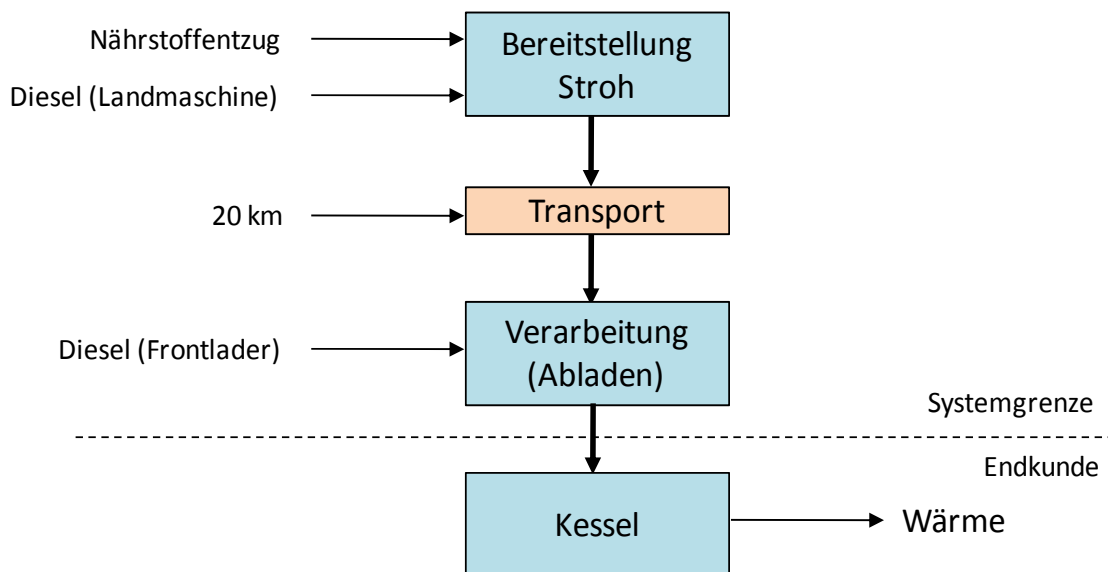 Nährstoffentzug
Diesel (Landmaschine)
Bereitstellung
Stroh
20 km
Transport
Diesel (Frontlader)
Verarbeitung
(Abladen)
Systemgrenze
Endkunde
Kessel
Wärme